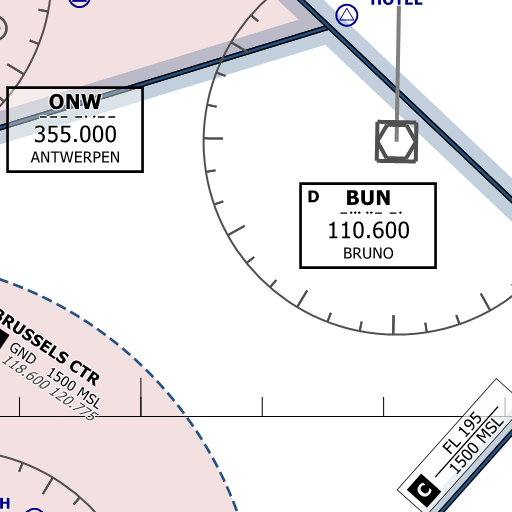 HOTEL
ONW
355.000
ANTWERPEN
D BUN
110.600
BRUNO
BRUSSELS CTR
GND 1500 MSL
118.600 120.775
FL 195
1500 MSL
C
H